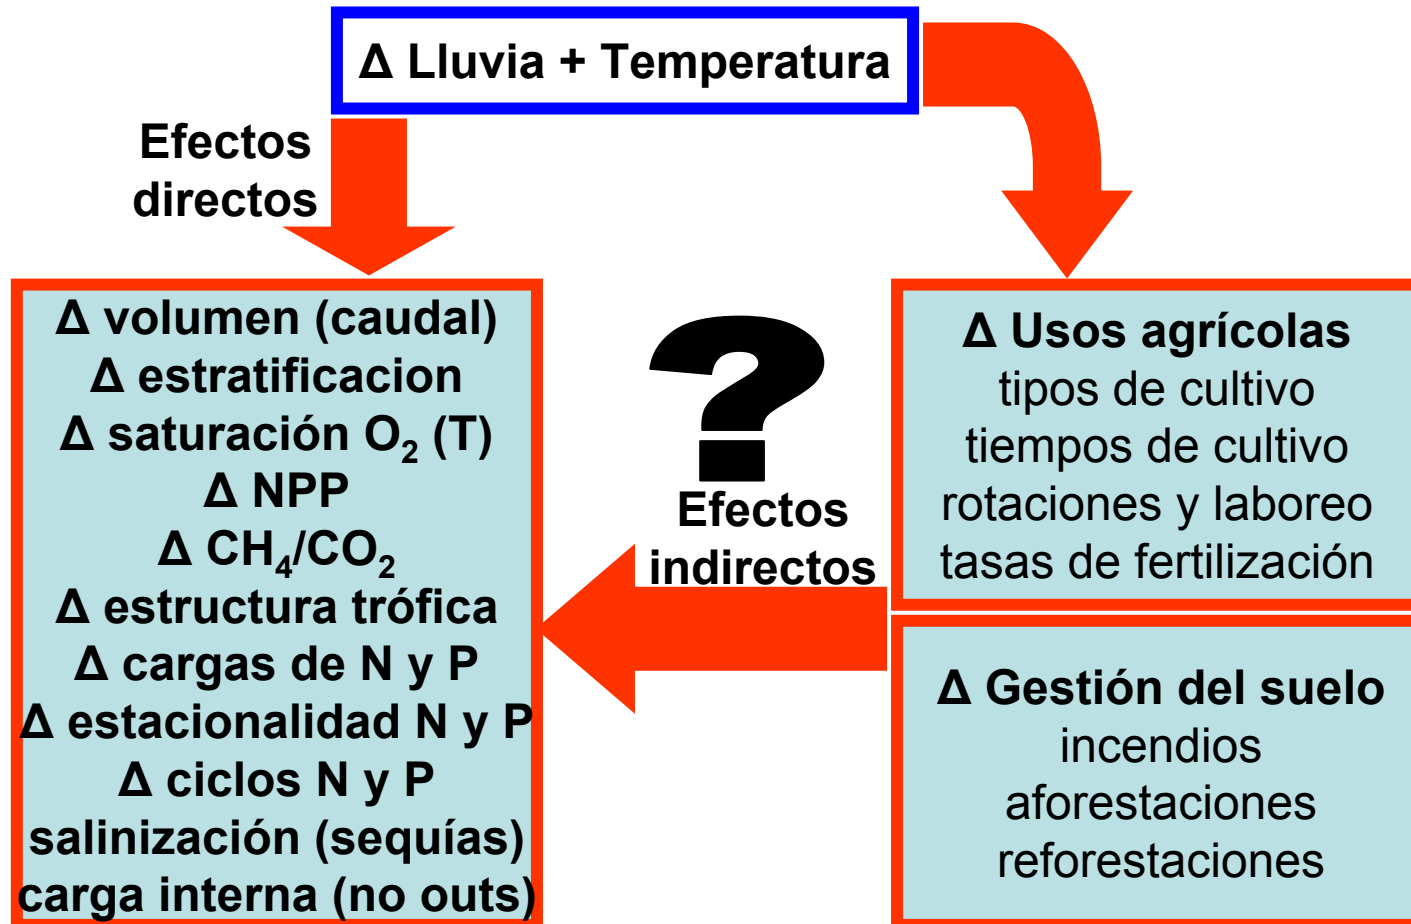 Δ Lluvia + Temperatura
Efectos
directos
Δ volumen (caudal)
Δ estratificacion
Δ saturación O₂ (T)
Δ NPP
Δ CH₄/CO₂
Δ estructura trófica
Δ cargas de N y P
Δ estacionalidad N y P
Δ ciclos N y P
salinización (sequías)
carga interna (no outs)
?
Efectos
indirectos
Δ Usos agrícolas
tipos de cultivo
tiempos de cultivo
rotaciones y laboreo
tasas de fertilización
Δ Gestión del suelo
incendios
aforestaciones
reforestaciones